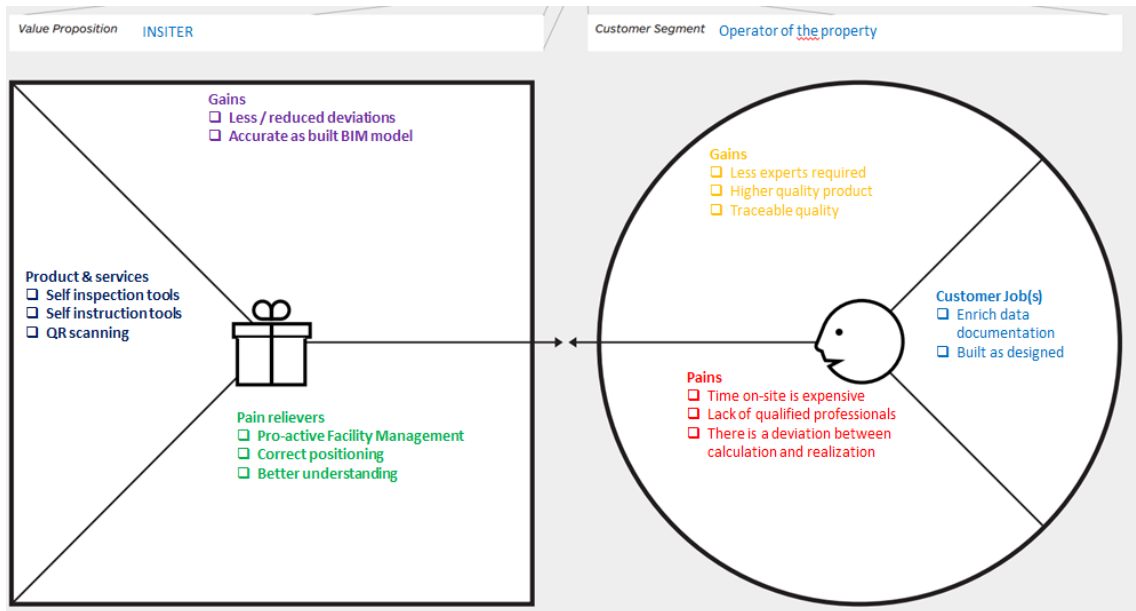 Value Proposition INSITER
Customer Segment Operator of the property
Gains
Less / reduced deviations
Accurate as built BIM model
Product & services
Self inspection tools
Self instruction tools
QR scanning
Pain relievers
Pro-active Facility Management
Correct positioning
Better understanding
Gains
Less experts required
Higher quality product
Traceable quality
Customer Job(s)
Enrich data
documentation
Built as designed
Pains
Time on-site is expensive
Lack of qualified professionals
There is a deviation between
calculation and realization